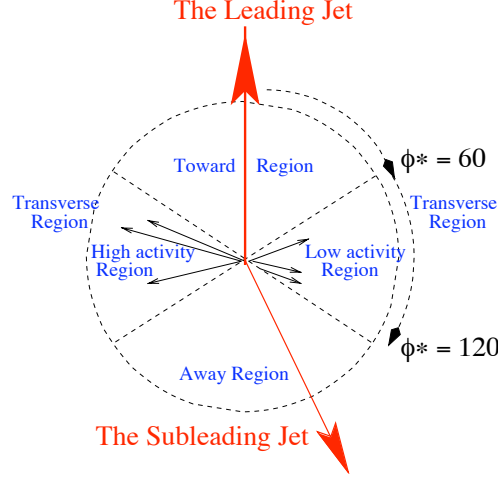 The Leading Jet
ϕ* = 60
Toward Region
Transverse
Region
Transverse
Region
High activity
Region
Low activity
Region
ϕ* = 120
Away Region
The Subleading Jet